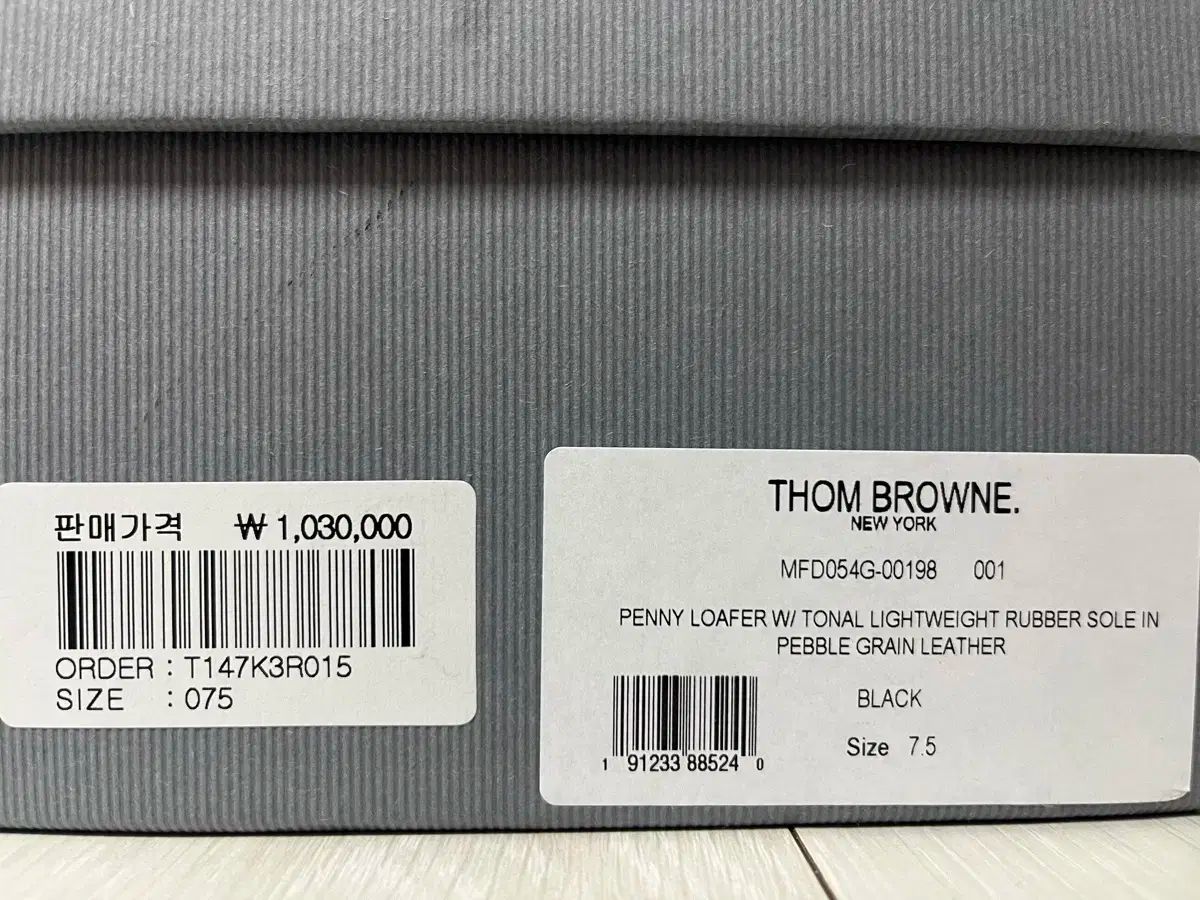 판매가격 ₩ 1,030,000
ORDER : T147K3R015
SIZE : 075
THOM BROWNE.
NEW YORK
MFD054G-00198 001
PENNY LOAFER W/ TONAL LIGHTWEIGHT RUBBER SOLE IN
PEBBLE GRAIN LEATHER
BLACK
Size 7.5
1 91233 88524 0